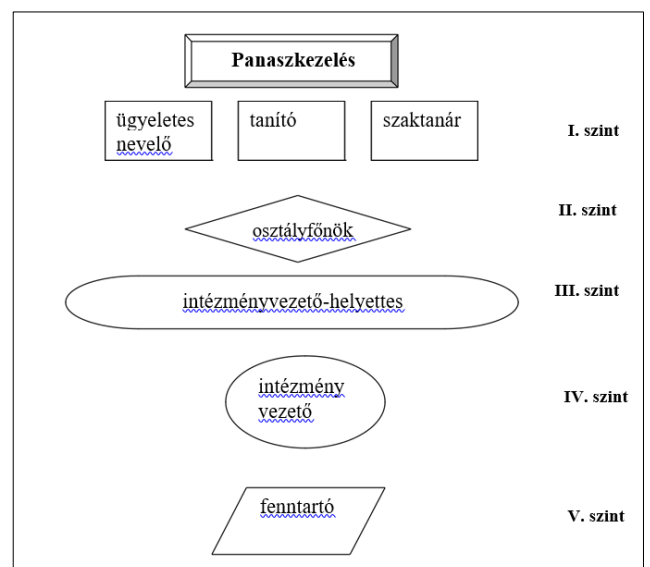 Panaszkezelés
ügyeletes
nevelő
tanító
szaktanár
I. szint
II. szint
osztályfőnök
III. szint
intézményvezető-helyettes
intézmény
vezető
IV. szint
fenntartó
V. szint